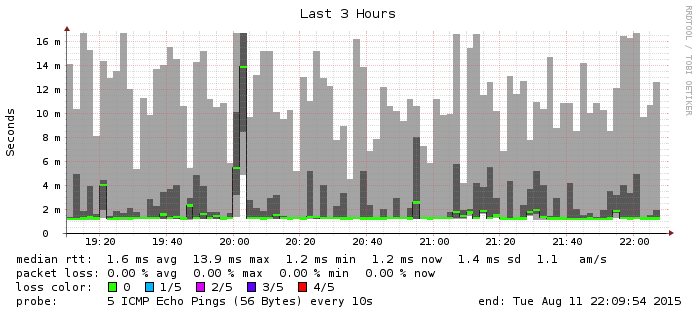 Last 3 Hours
RRDTOOL / TOBI OETIKER
Seconds
16 m
14 m
12 m
10 m
8 m
6 m
4 m
2 m
0
19:20 19:40 20:00 20:20 20:40 21:00 21:20 21:40 22:00
median rtt: 1.6 ms avg 13.9 ms max 1.2 ms min 1.2 ms now 1.4 ms sd 1.1 am/s
packet loss: 0.00 % avg 0.00 % max 0.00 % min 0.00 % now
loss color: 0 1/5 2/5 3/5 4/5
probe: 5 ICMP Echo Pings (56 Bytes) every 10s end: Tue Aug 11 22:09:54 2015